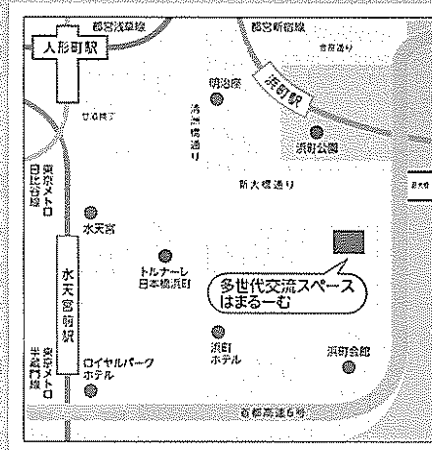 都営浅草線
都営新宿線
人形町駅
浜町駅
明治座
清洲橋通り
浜町公園
甘酒横丁
新大橋通り
東京メトロ
日比谷線
水天宮
トルナーレ
日本橋浜町
多世代交流スペース
はまるーむ
水天宮前駅
東京メトロ
半蔵門線
ロイヤルパーク
ホテル
浜町
ホテル
浜町会館
首都高速6号